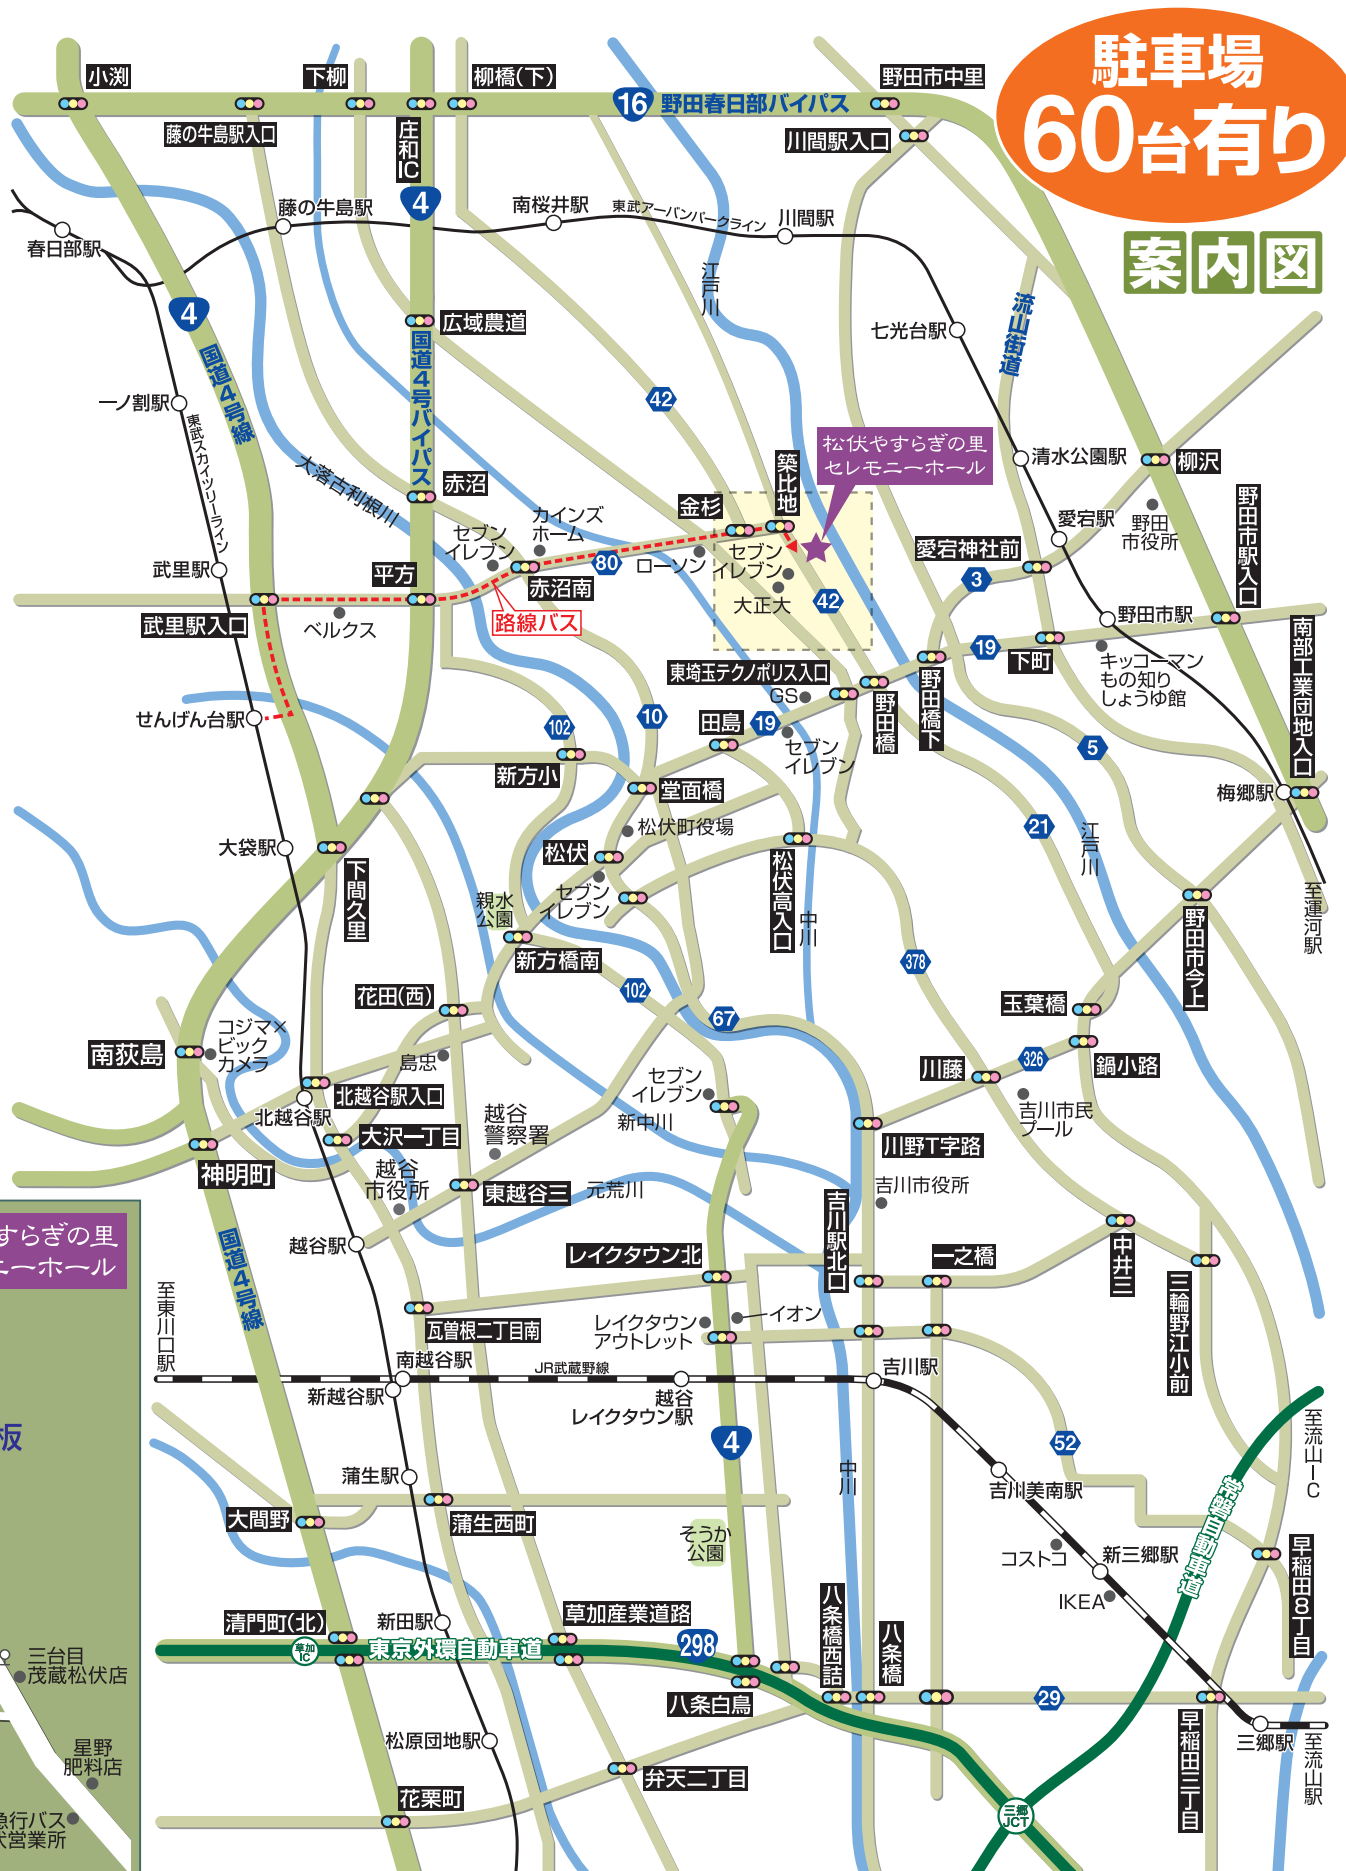 駐車場
60台有り
案内図
小渕
下柳
柳橋(下)
野田市中里
16
野田春日部バイパス
藤の牛島駅入口
庄和IC
川間駅入口
4
藤の牛島駅
南桜井駅
東武アーバンパークライン
川間駅
春日部駅
江戸川
4
広域農道
七光台駅
流山街道
国道4号線
国道4号バイパス
一ノ割駅
42
東武スカイツリーライン
松伏やすらぎの里
セレモニーホール
清水公園駅
柳沢
大落古利根川
赤沼
築比地
金杉
野田
市役所
野田市駅入口
愛宕駅
カインズ
ホーム
セブン
イレブン
愛宕神社前
武里駅
平方
80
ローソン
セブン
イレブン
3
赤沼南
大正大
42
武里駅入口
ベルクス
路線バス
野田市駅
19
下町
南部工業団地入口
キッコーマン
もの知り
しょうゆ館
東埼玉テクノポリス入口
GS
野田橋
野田橋下
せんげん台駅
102
10
田島
19
セブン
イレブン
5
新方小
堂面橋
梅郷駅
松伏町役場
21
江戸川
大袋駅
松伏
下間久里
松伏高入口
親水
公園
セブン
イレブン
中川
至運河駅
野田市今上
新方橋南
378
花田(西)
102
玉葉橋
67
コジマ×
ビック
カメラ
南荻島
島忠
川藤
326
鍋小路
北越谷駅入口
セブン
イレブン
北越谷駅
越谷
警察署
新中川
吉川市民
プール
大沢一丁目
川野T字路
神明町
越谷
市役所
東越谷三
元荒川
吉川市役所
吉川駅北口
すらぎの里
ニーホール
国道4号線
越谷駅
レイクタウン北
一之橋
中井三
三輪野江小前
至東川口駅
瓦曽根二丁目南
レイクタウン
アウトレット
イオン
南越谷駅
JR武蔵野線
吉川駅
新越谷駅
越谷
レイクタウン駅
板
4
52
至流山IC
中川
蒲生駅
吉川美南駅
常磐自動車道
大間野
蒲生西町
そうか
公園
コストコ
新三郷駅
早稲田8丁目
IKEA
清門町(北)
新田駅
草加産業道路
八条橋西詰
八条橋
草加
IC
東京外環自動車道
298
三台目
茂蔵松伏店
八条白鳥
29
早稲田三丁目
星野
肥料店
松原団地駅
三郷駅
至流山駅
弁天二丁目
花栗町
三郷
JCT
急行バス
伏営業所